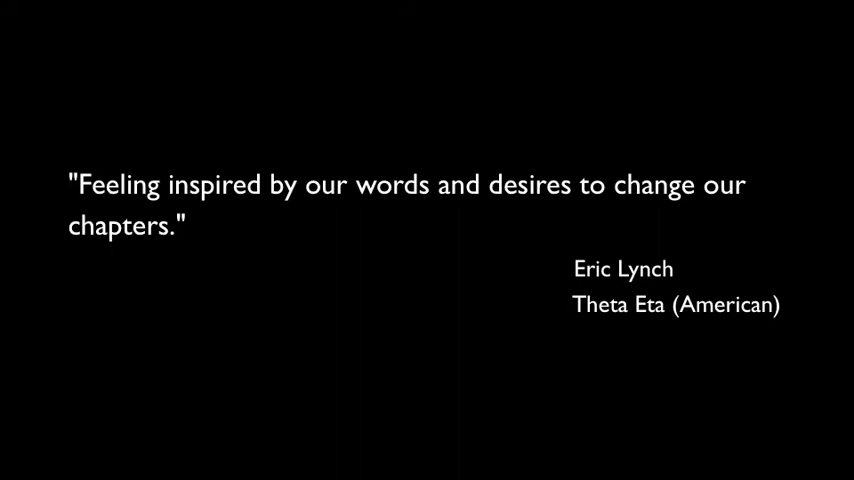 "Feeling inspired by our words and desires to change our
chapters."
Eric Lynch
Theta Eta (American)